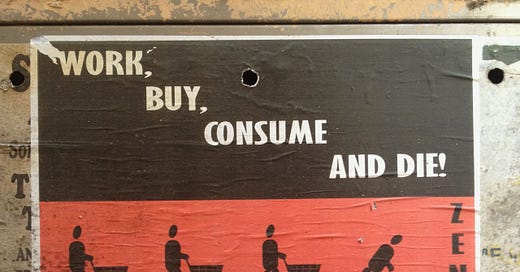 WORK,
BUY,
CONSUME
AND DIE!
Z
E